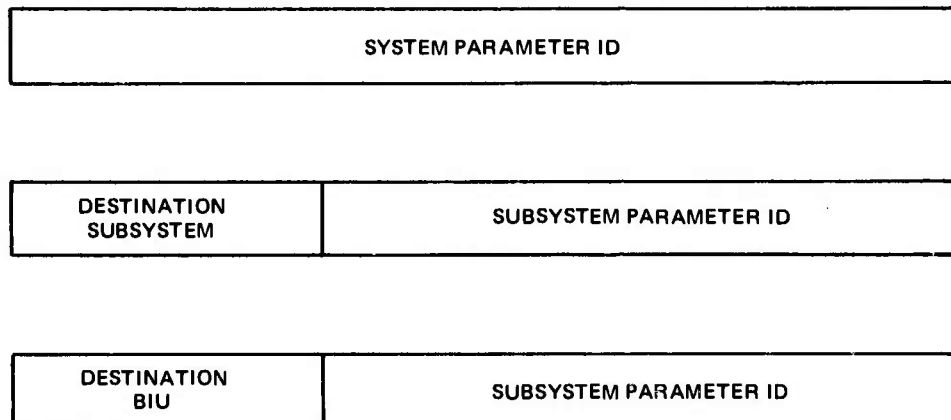 SYSTEM PARAMETER ID
DESTINATION
SUBSYSTEM
SUBSYSTEM PARAMETER ID
DESTINATION
BIU
SUBSYSTEM PARAMETER ID